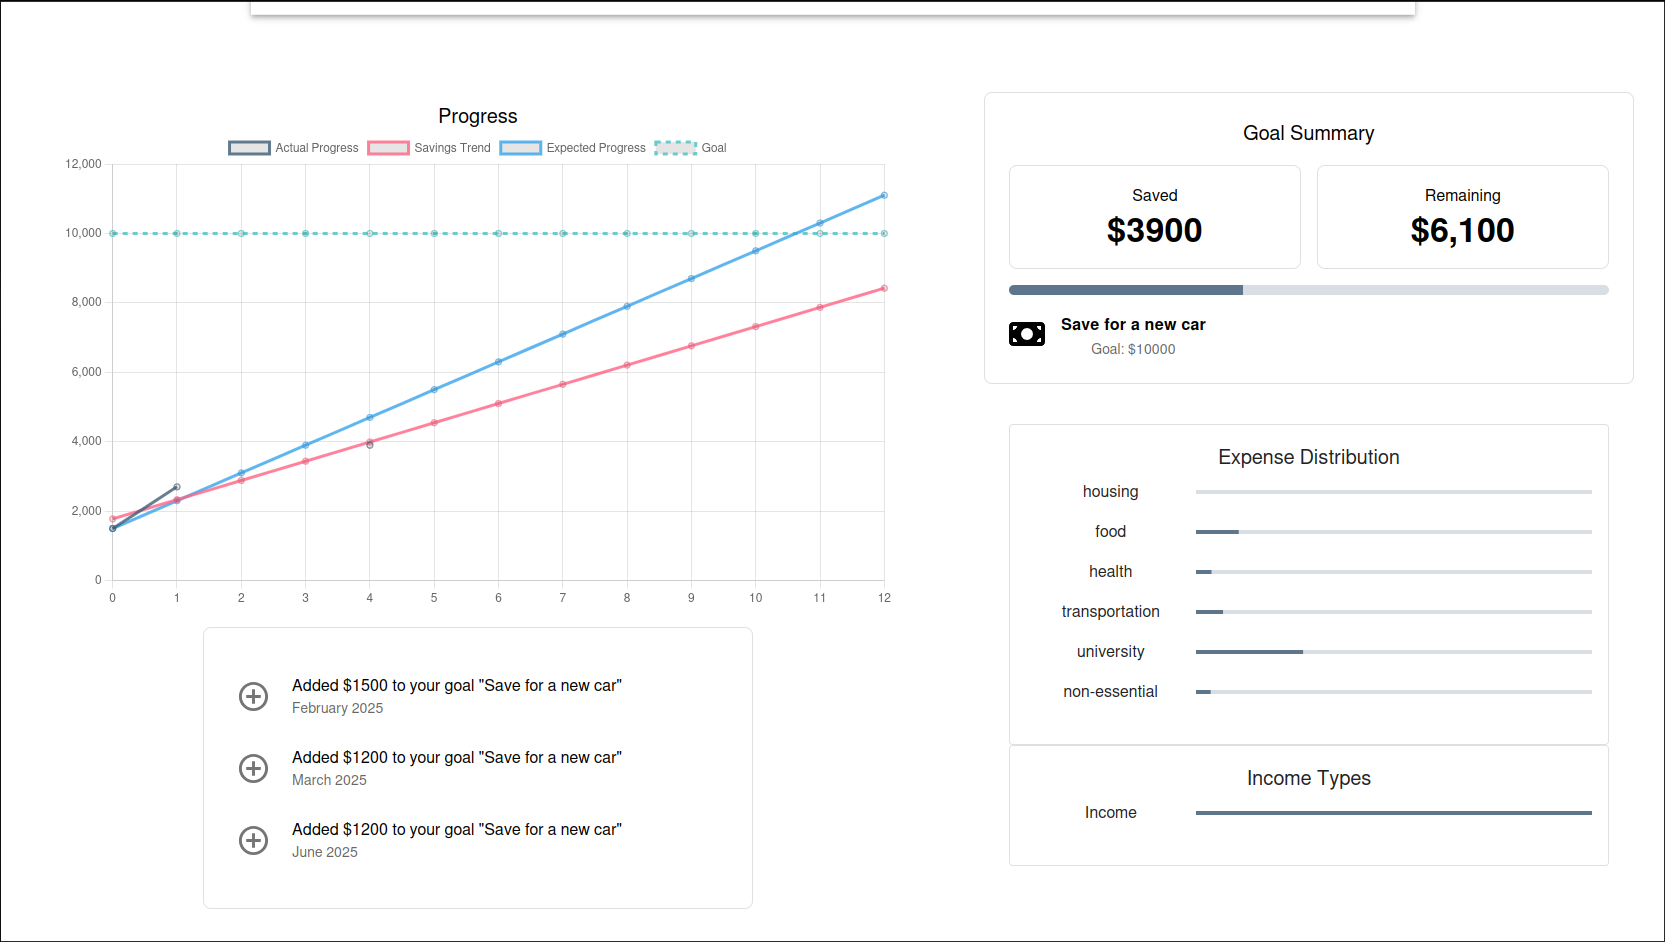 Progress
Actual Progress Savings Trend Expected Progress Goal
12,000
10,000
8,000
6,000
4,000
2,000
0
0 1 2 3 4 5 6 7 8 9 10 11 12
Added $1500 to your goal "Save for a new car"
February 2025
Added $1200 to your goal "Save for a new car"
March 2025
Added $1200 to your goal "Save for a new car"
June 2025
Goal Summary
Saved
$3900
Remaining
$6,100
Save for a new car
Goal: $10000
Expense Distribution
housing
food
health
transportation
university
non-essential
Income Types
Income